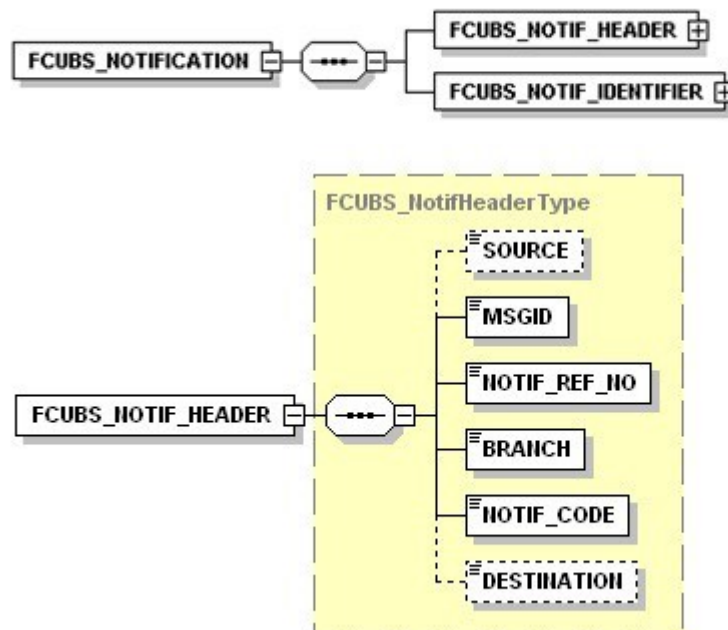 FCUBS_NOTIFICATION
FCUBS_NOTIF_HEADER
FCUBS_NOTIF_IDENTIFIER
FCUBS_NotifHeaderType
SOURCE
MSGID
NOTIF_REF_NO
FCUBS_NOTIF_HEADER
BRANCH
NOTIF_CODE
DESTINATION